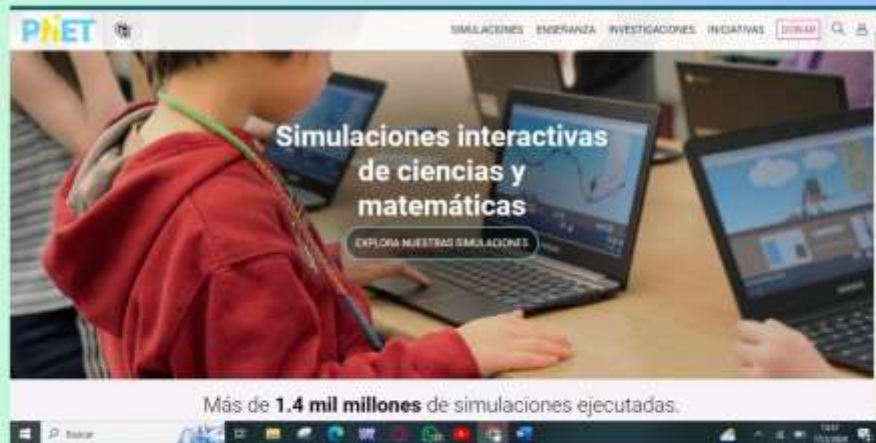 PhET
SIMULACIONES ENSEÑANZA INVESTIGACIONES INICIATIVAS DONAR
Simulaciones interactivas
de ciencias y
matemáticas
EXPLORA NUESTRAS SIMULACIONES
Más de 1.4 mil millones de simulaciones ejecutadas.
Buscar